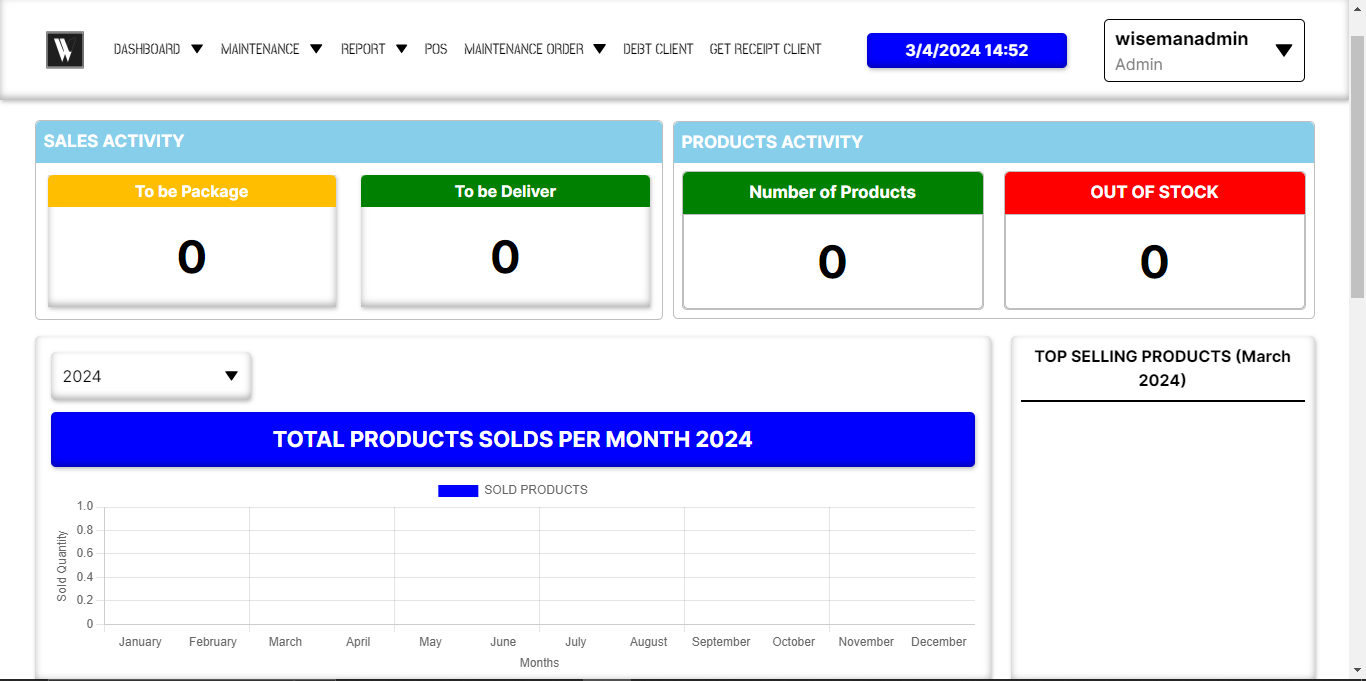 W
DASHBOARD MAINTENANCE REPORT POS MAINTENANCE ORDER DEBT CLIENT GET RECEIPT CLIENT
3/4/2024 14:52
wisemanadmin
Admin
SALES ACTIVITY
To be Package
0
To be Deliver
0
PRODUCTS ACTIVITY
Number of Products
0
OUT OF STOCK
0
2024
TOTAL PRODUCTS SOLDS PER MONTH 2024
SOLD PRODUCTS
Sold Quantity
1.0
0.8
0.6
0.4
0.2
0
January February March April May June July August September October November December
Months
TOP SELLING PRODUCTS (March
2024)